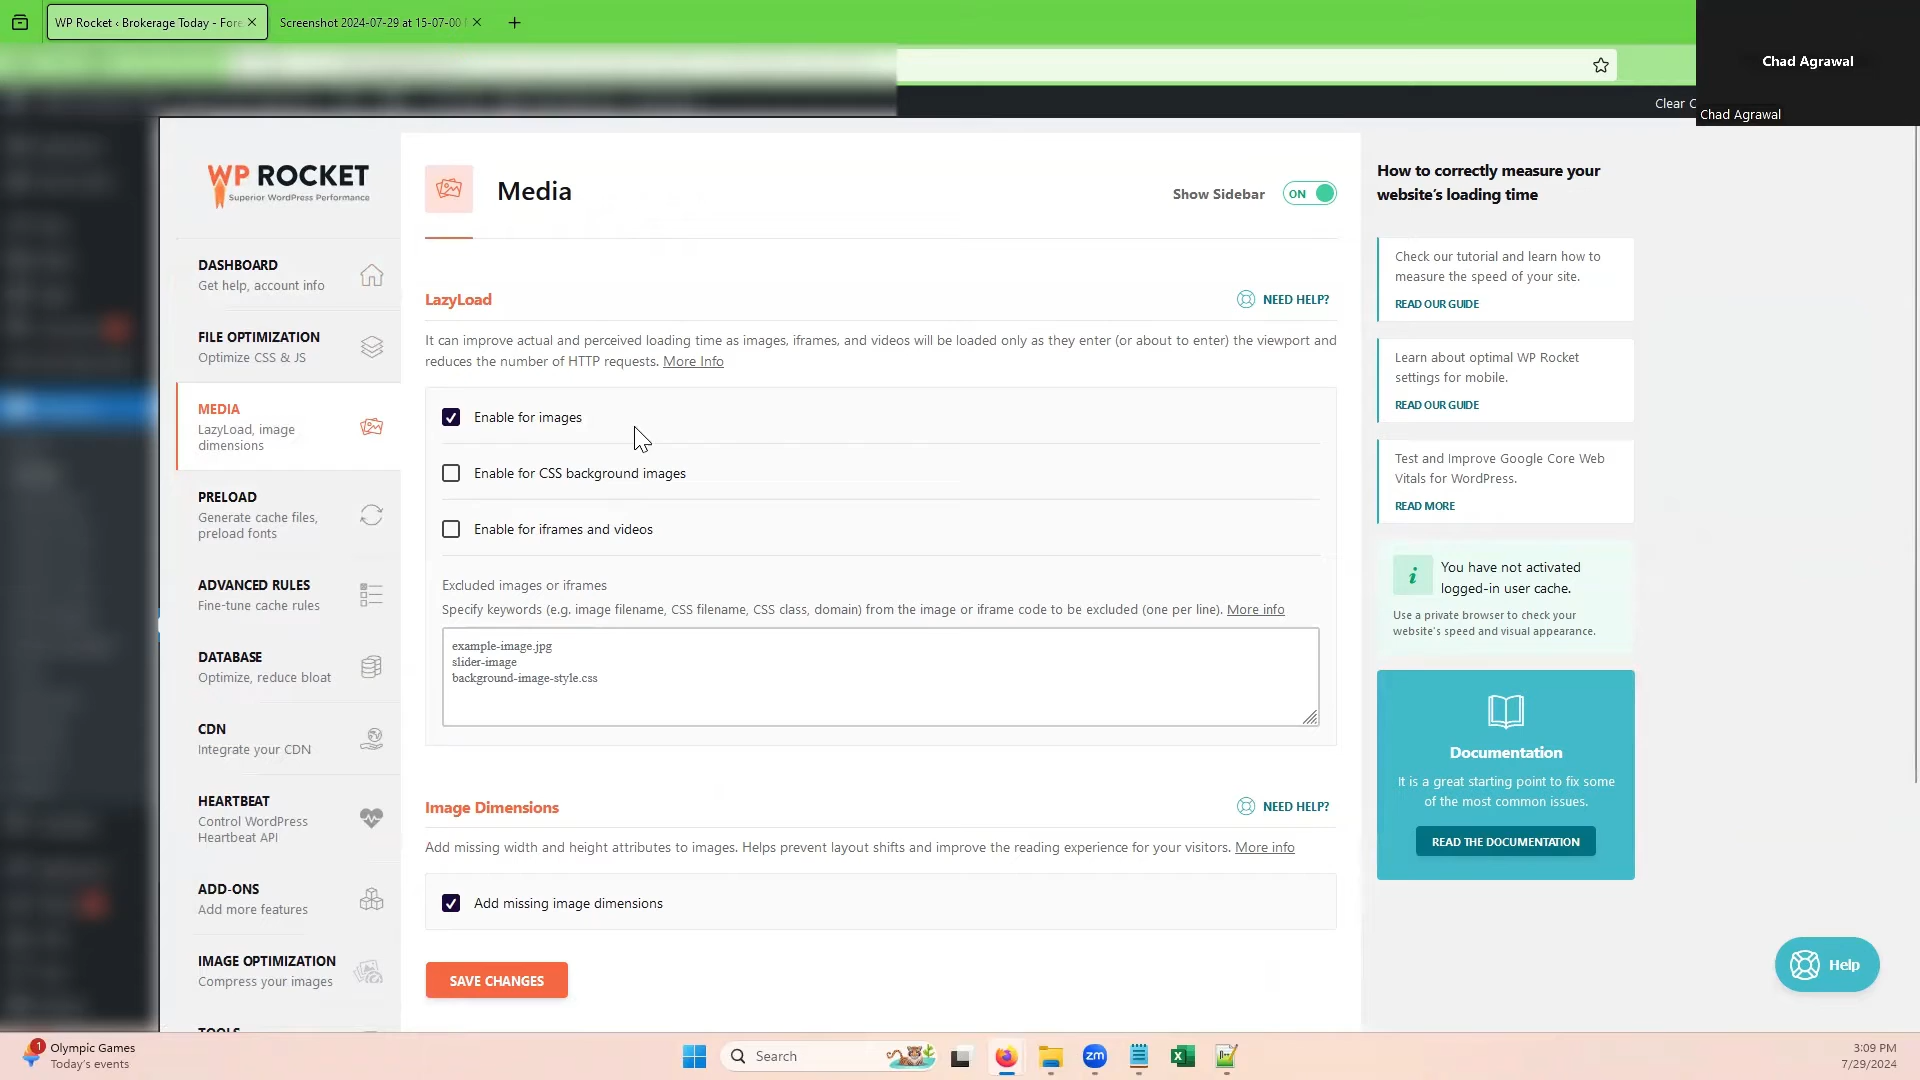 WP Rocket ‹ Brokerage Today - Fore
Screenshot 2024-07-29 at 15-07-00
Chad Agrawal
Clear C
Chad Agrawal
WP ROCKET
Superior WordPress Performance
DASHBOARD
Get help, account info
FILE OPTIMIZATION
Optimize CSS & JS
MEDIA
LazyLoad, image
dimensions
PRELOAD
Generate cache files,
preload fonts
ADVANCED RULES
Fine-tune cache rules
DATABASE
Optimize, reduce bloat
CDN
Integrate your CDN
HEARTBEAT
Control WordPress
Heartbeat API
ADD-ONS
Add more features
IMAGE OPTIMIZATION
Compress your images
TOOLS
Media
Show Sidebar ON
LazyLoad
NEED HELP?
It can improve actual and perceived loading time as images, iframes, and videos will be loaded only as they enter (or about to enter) the viewport and
reduces the number of HTTP requests. More Info
Enable for images
Enable for CSS background images
Enable for iframes and videos
Excluded images or iframes
Specify keywords (e.g. image filename, CSS filename, CSS class, domain) from the image or iframe code to be excluded (one per line). More info
example-image.jpg
slider-image
background-image-style.css
Image Dimensions
NEED HELP?
Add missing width and height attributes to images. Helps prevent layout shifts and improve the reading experience for your visitors. More info
Add missing image dimensions
SAVE CHANGES
How to correctly measure your
website's loading time
Check our tutorial and learn how to
measure the speed of your site.
READ OUR GUIDE
Learn about optimal WP Rocket
settings for mobile.
READ OUR GUIDE
Test and Improve Google Core Web
Vitals for WordPress.
READ MORE
i
You have not activated
logged-in user cache.
Use a private browser to check your
website's speed and visual appearance.
Documentation
It is a great starting point to fix some
of the most common issues.
READ THE DOCUMENTATION
Help
1
Olympic Games
Today's events
Search
zm
3:09 PM
7/29/2024